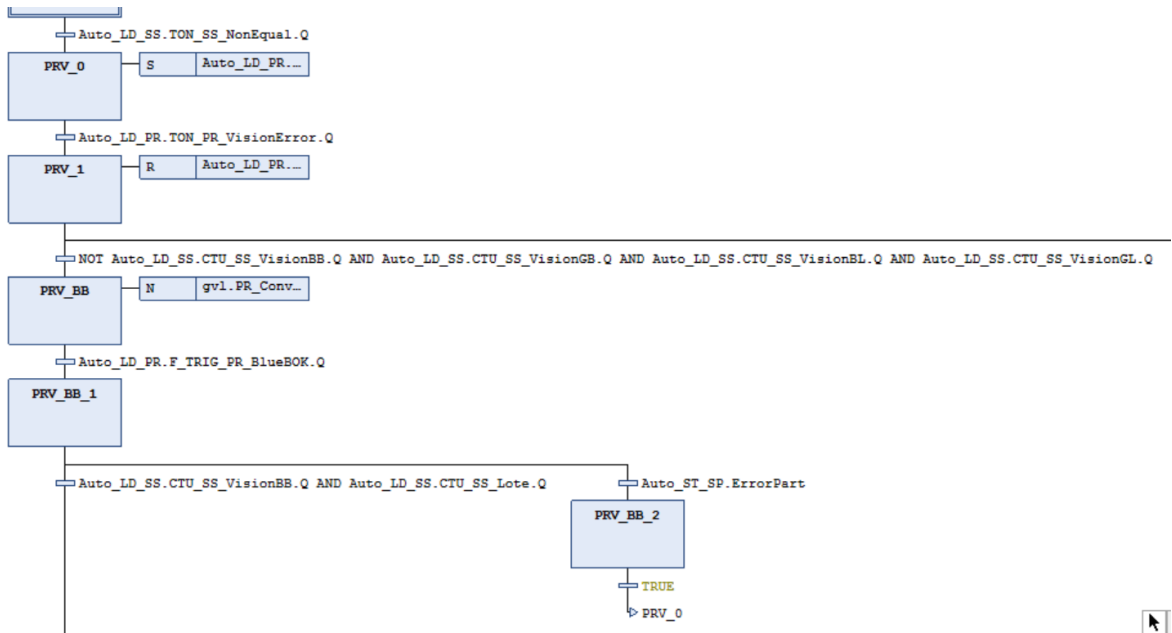 Auto_LD_SS.TON_SS_NonEqual.Q
PRV_0
S Auto_LD_PR....
Auto_LD_PR.TON_PR_VisionError.Q
PRV_1
R Auto_LD_PR....
NOT Auto_LD_SS.CTU_SS_VisionBB.Q AND Auto_LD_SS.CTU_SS_VisionGB.Q AND Auto_LD_SS.CTU_SS_VisionBL.Q AND Auto_LD_SS.CTU_SS_VisionGL.Q
PRV_BB
N gvl.PR_Conv...
Auto_LD_PR.F_TRIG_PR_BlueBOK.Q
PRV_BB_1
Auto_LD_SS.CTU_SS_VisionBB.Q AND Auto_LD_SS.CTU_SS_Lote.Q
Auto_ST_SP.ErrorPart
PRV_BB_2
TRUE
PRV_0